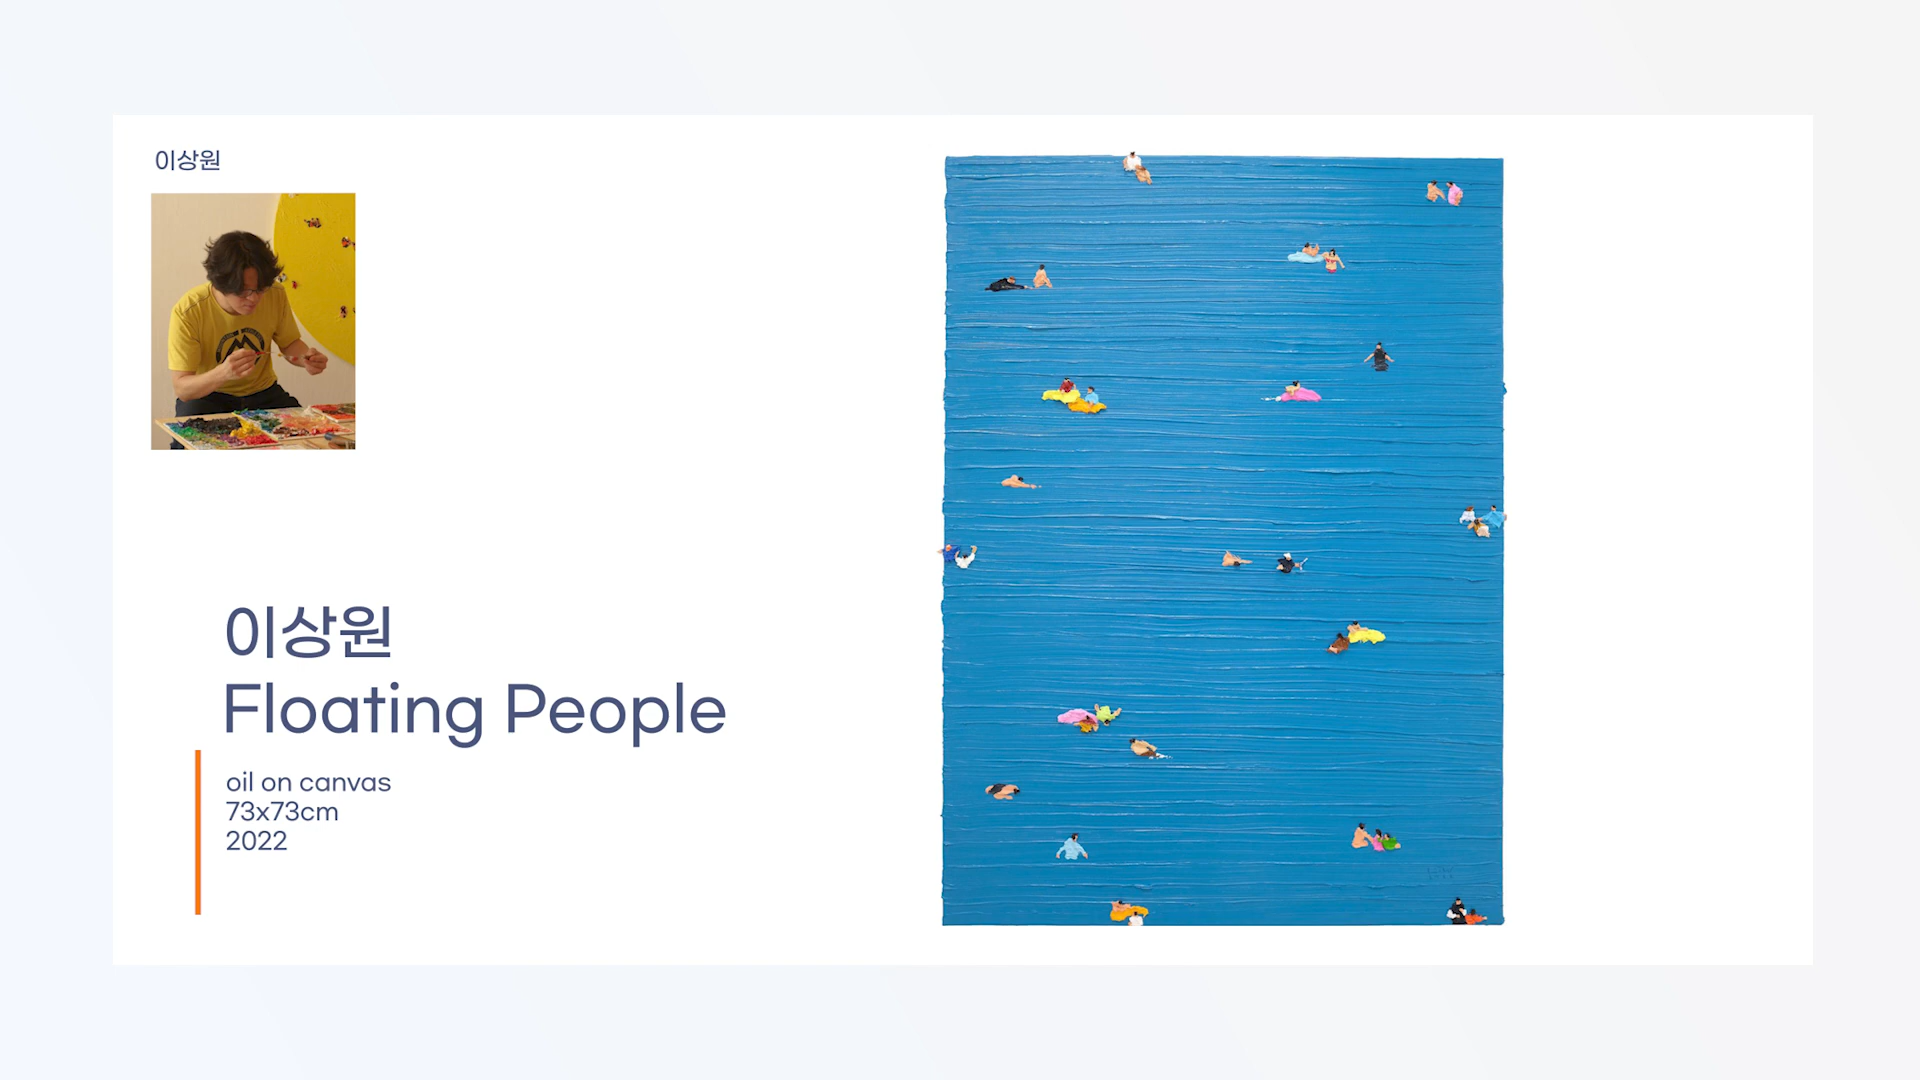 이상원
이상원
Floating People
oil on canvas
73x73cm
2022